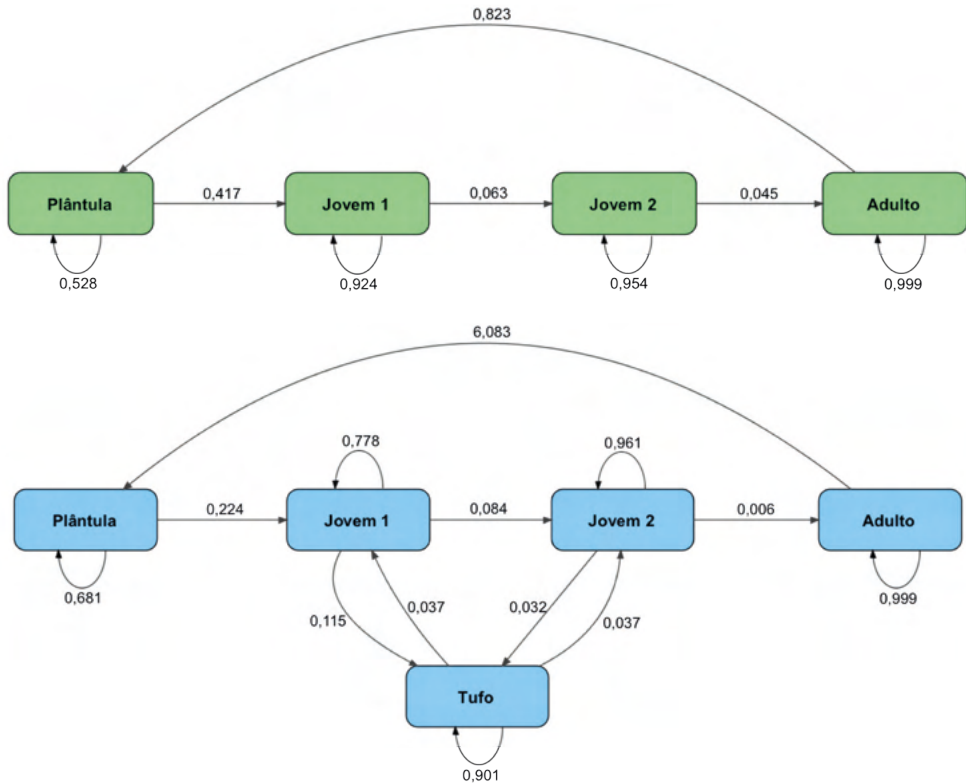 0,823
Plântula
0,417
Jovem 1
0,063
Jovem 2
0,045
Adulto
0,528
0,924
0,954
0,999
6,083
0,778
0,961
Plântula
0,224
Jovem 1
0,084
Jovem 2
0,006
Adulto
0,681
0,115
0,037
0,032
0,037
0,999
Tufo
0,901